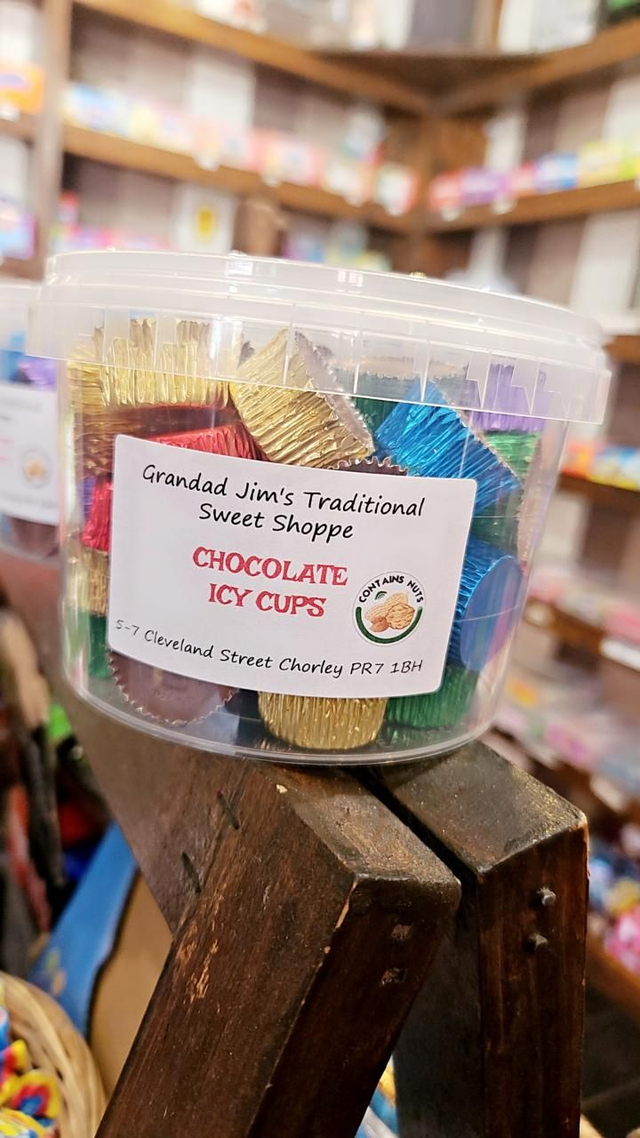 Grandad Jim's Traditional
Sweet Shoppe
CHOCOLATE
ICY CUPS
CONTAINS NUTS
5-7 Cleveland Street Chorley PR7 1BH